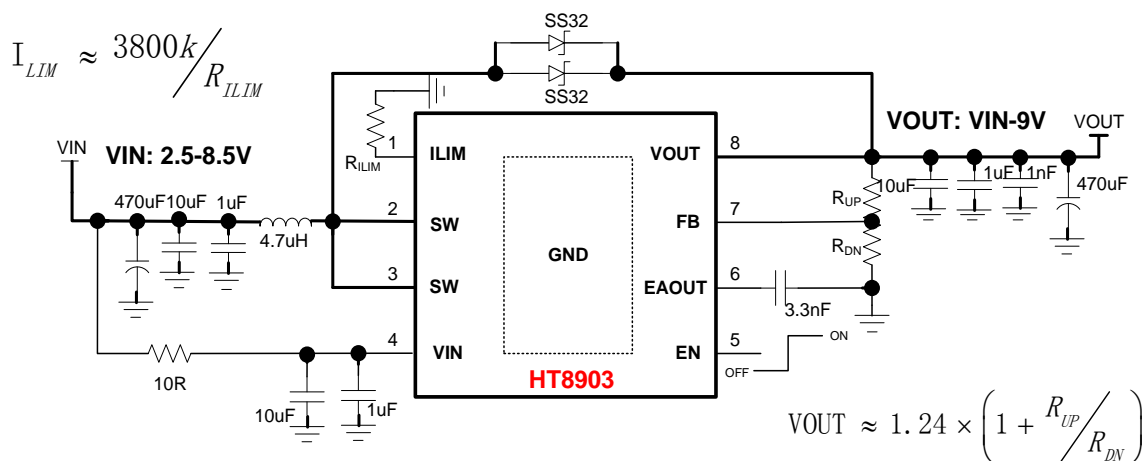 I_LIM ≈ 3800k/R_ILIM
SS32
SS32
VIN
VIN: 2.5-8.5V
VOUT: VIN-9V
VOUT
R_ILIM
1
ILIM
VOUT
8
470uF
10uF
1uF
4.7uH
2
SW
FB
7
R_UP
10uF
1uF
1nF
470uF
GND
R_DN
3
SW
EAOUT
6
3.3nF
4
VIN
EN
5
OFF
ON
10R
HT8903
10uF
1uF
VOUT ≈ 1.24 × (1 + R_UP/R_DN)